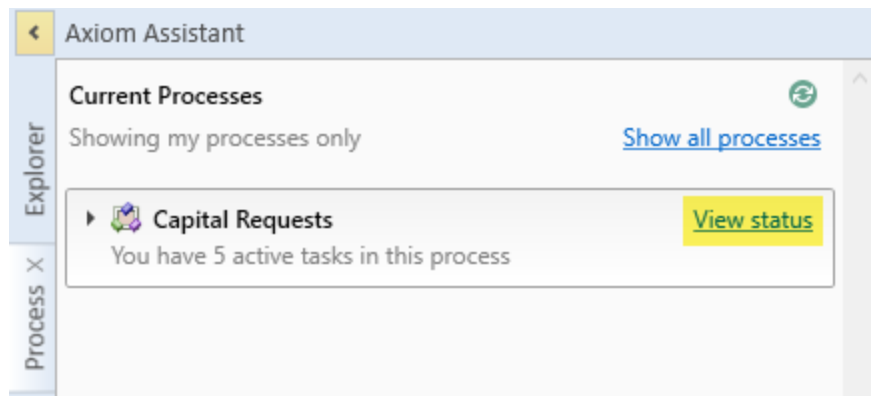 Axiom Assistant
Explorer
Process
Current Processes
Showing my processes only
Show all processes
Capital Requests
View status
You have 5 active tasks in this process